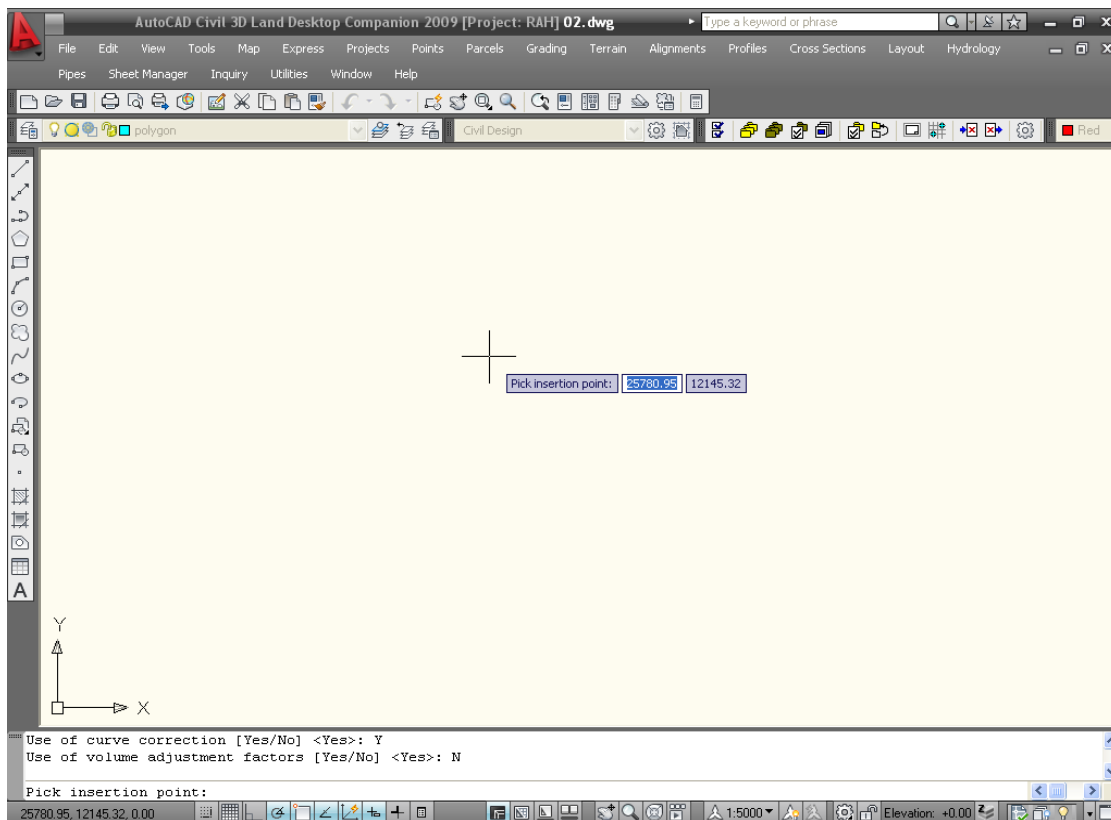 AutoCAD Civil 3D Land Desktop Companion 2009 [Project: RAH] 02.dwg
Type a keyword or phrase
File Edit View Tools Map Express Projects Points Parcels Grading Terrain Alignments Profiles Cross Sections Layout Hydrology
Pipes Sheet Manager Inquiry Utilities Window Help
polygon
Civil Design
Red
Pick insertion point: 25780.95 12145.32
Y
X
Use of curve correction [Yes/No] <Yes>: Y
Use of volume adjustment factors [Yes/No] <Yes>: N
Pick insertion point:
25780.95, 12145.32, 0.00
1:5000
Elevation: +0.00